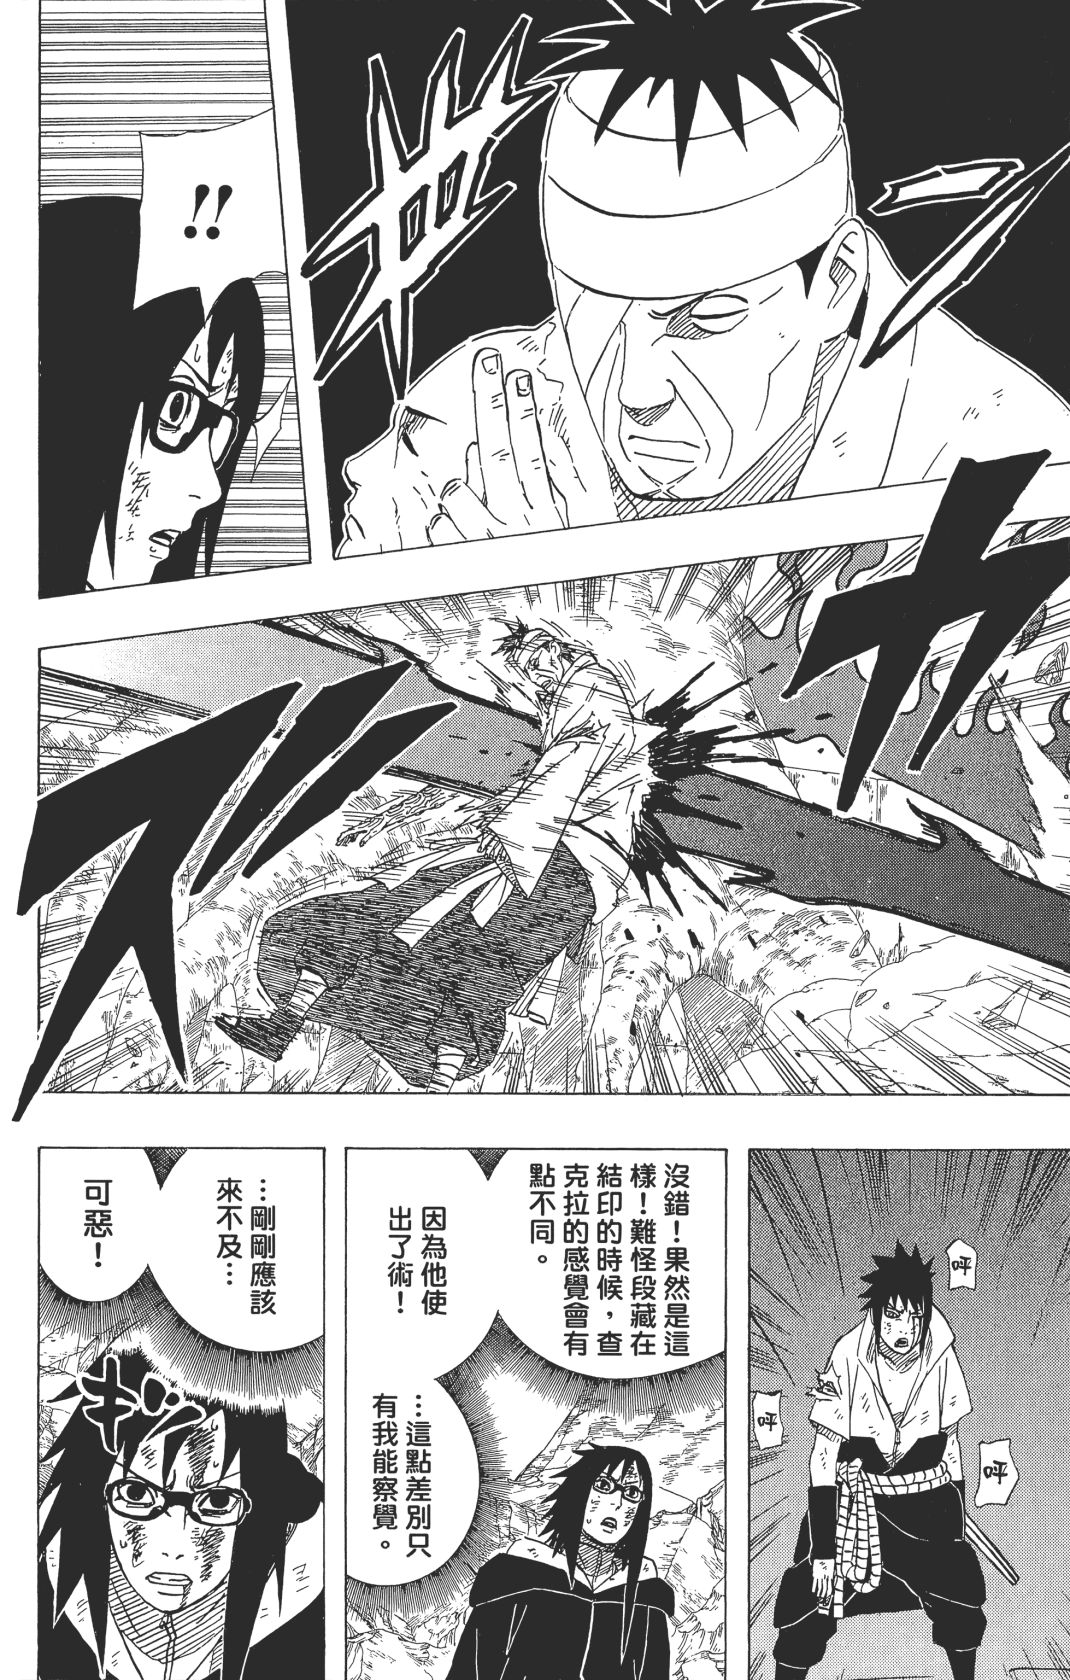 !!
呼
呼
呼
沒錯！果然是這
樣！難怪段藏在
結印的時候，查
克拉的感覺會有
點不同。
因為他使
出了術！
…這點差別只
有我能察覺。
…剛剛應該
來不及…
可惡！